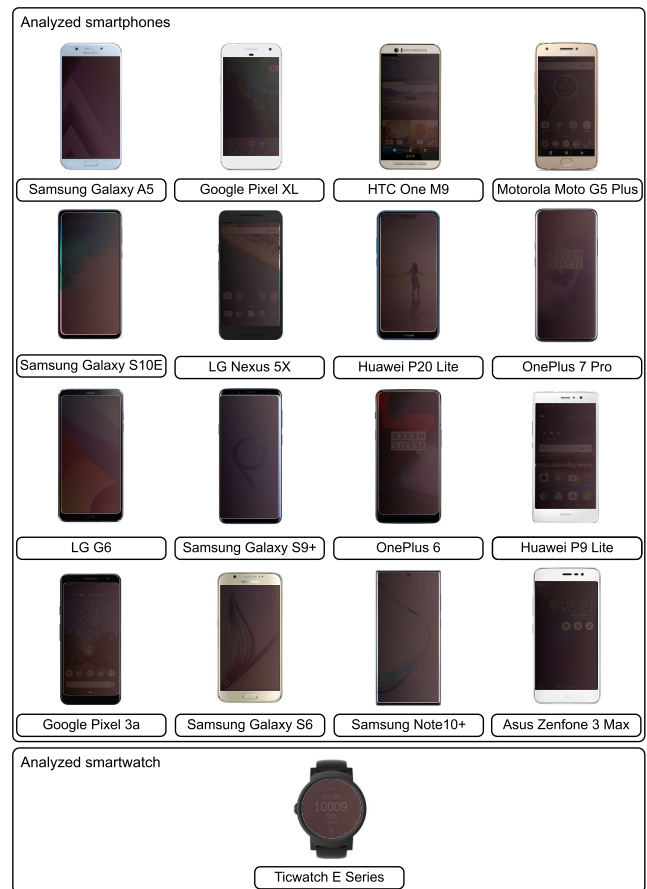 Analyzed smartphones
Samsung Galaxy A5
Google Pixel XL
HTC One M9
Motorola Moto G5 Plus
Samsung Galaxy S10E
LG Nexus 5X
Huawei P20 Lite
OnePlus 7 Pro
LG G6
Samsung Galaxy S9+
OnePlus 6
Huawei P9 Lite
Google Pixel 3a
Samsung Galaxy S6
Samsung Note10+
Asus Zenfone 3 Max
Analyzed smartwatch
10009
Ticwatch E Series